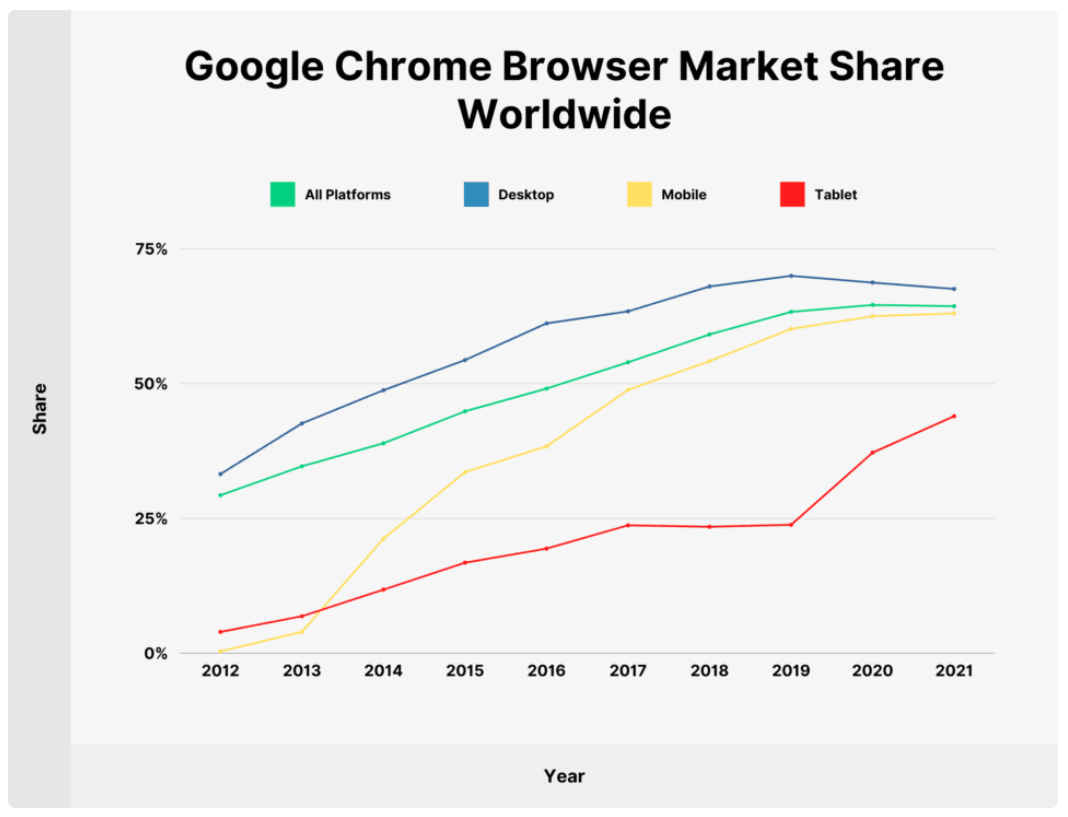 Google Chrome Browser Market Share
Worldwide
All Platforms
Desktop
Mobile
Tablet
75%
50%
25%
0%
Share
2012
2013
2014
2015
2016
2017
2018
2019
2020
2021
Year